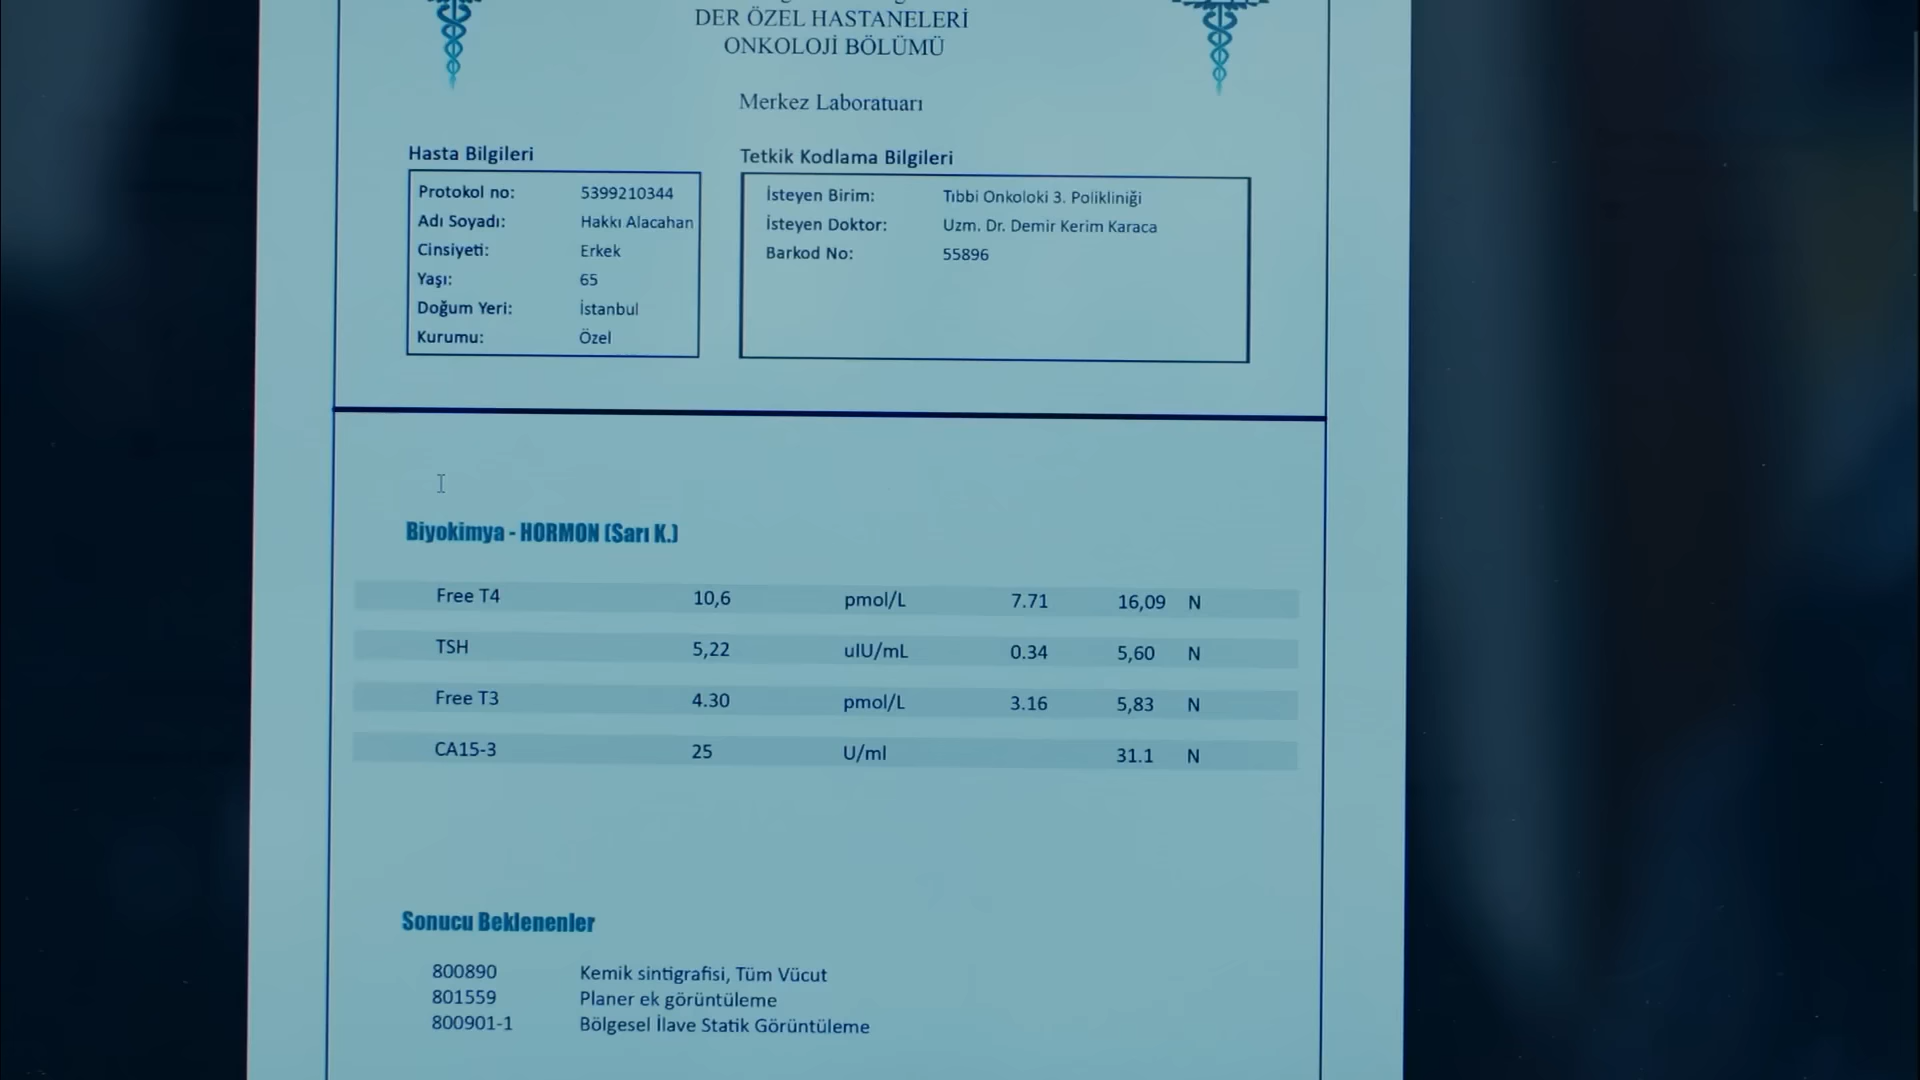 DER ÖZEL HASTANELERİ
ONKOLOJİ BÖLÜMÜ
Merkez Laboratuarı
Hasta Bilgileri
Protokol no: 5399210344
Adı Soyadı: Hakkı Alacahan
Cinsiyeti: Erkek
Yaşı: 65
Doğum Yeri: İstanbul
Kurumu: Özel
Tetkik Kodlama Bilgileri
İsteyen Birim: Tıbbi Onkoloki 3. Polikliniği
İsteyen Doktor: Uzm. Dr. Demir Kerim Karaca
Barkod No: 55896
Biyokimya - HORMON (Sarı K.)
Free T4 10,6 pmol/L 7.71 16,09 N
TSH 5,22 uIU/mL 0.34 5,60 N
Free T3 4.30 pmol/L 3.16 5,83 N
CA15-3 25 U/ml 31.1 N
Sonucu Beklenenler
800890 Kemik sintigrafisi, Tüm Vücut
801559 Planer ek görüntüleme
800901-1 Bölgesel İlave Statik Görüntüleme